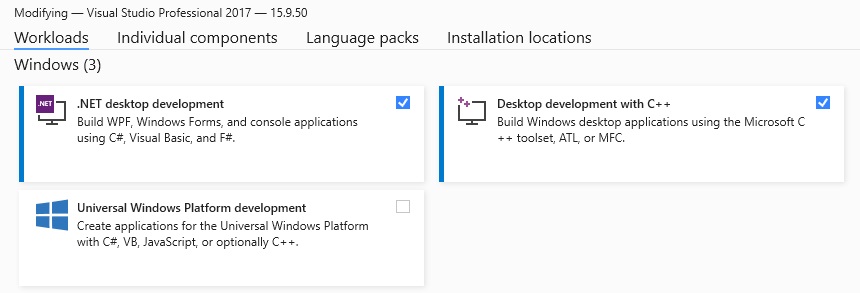 Modifying — Visual Studio Professional 2017 — 15.9.50
Workloads Individual components Language packs Installation locations
Windows (3)
.NET .NET desktop development
Build WPF, Windows Forms, and console applications
using C#, Visual Basic, and F#.
Desktop development with C++
Build Windows desktop applications using the Microsoft C
++ toolset, ATL, or MFC.
Universal Windows Platform development
Create applications for the Universal Windows Platform
with C#, VB, JavaScript, or optionally C++.